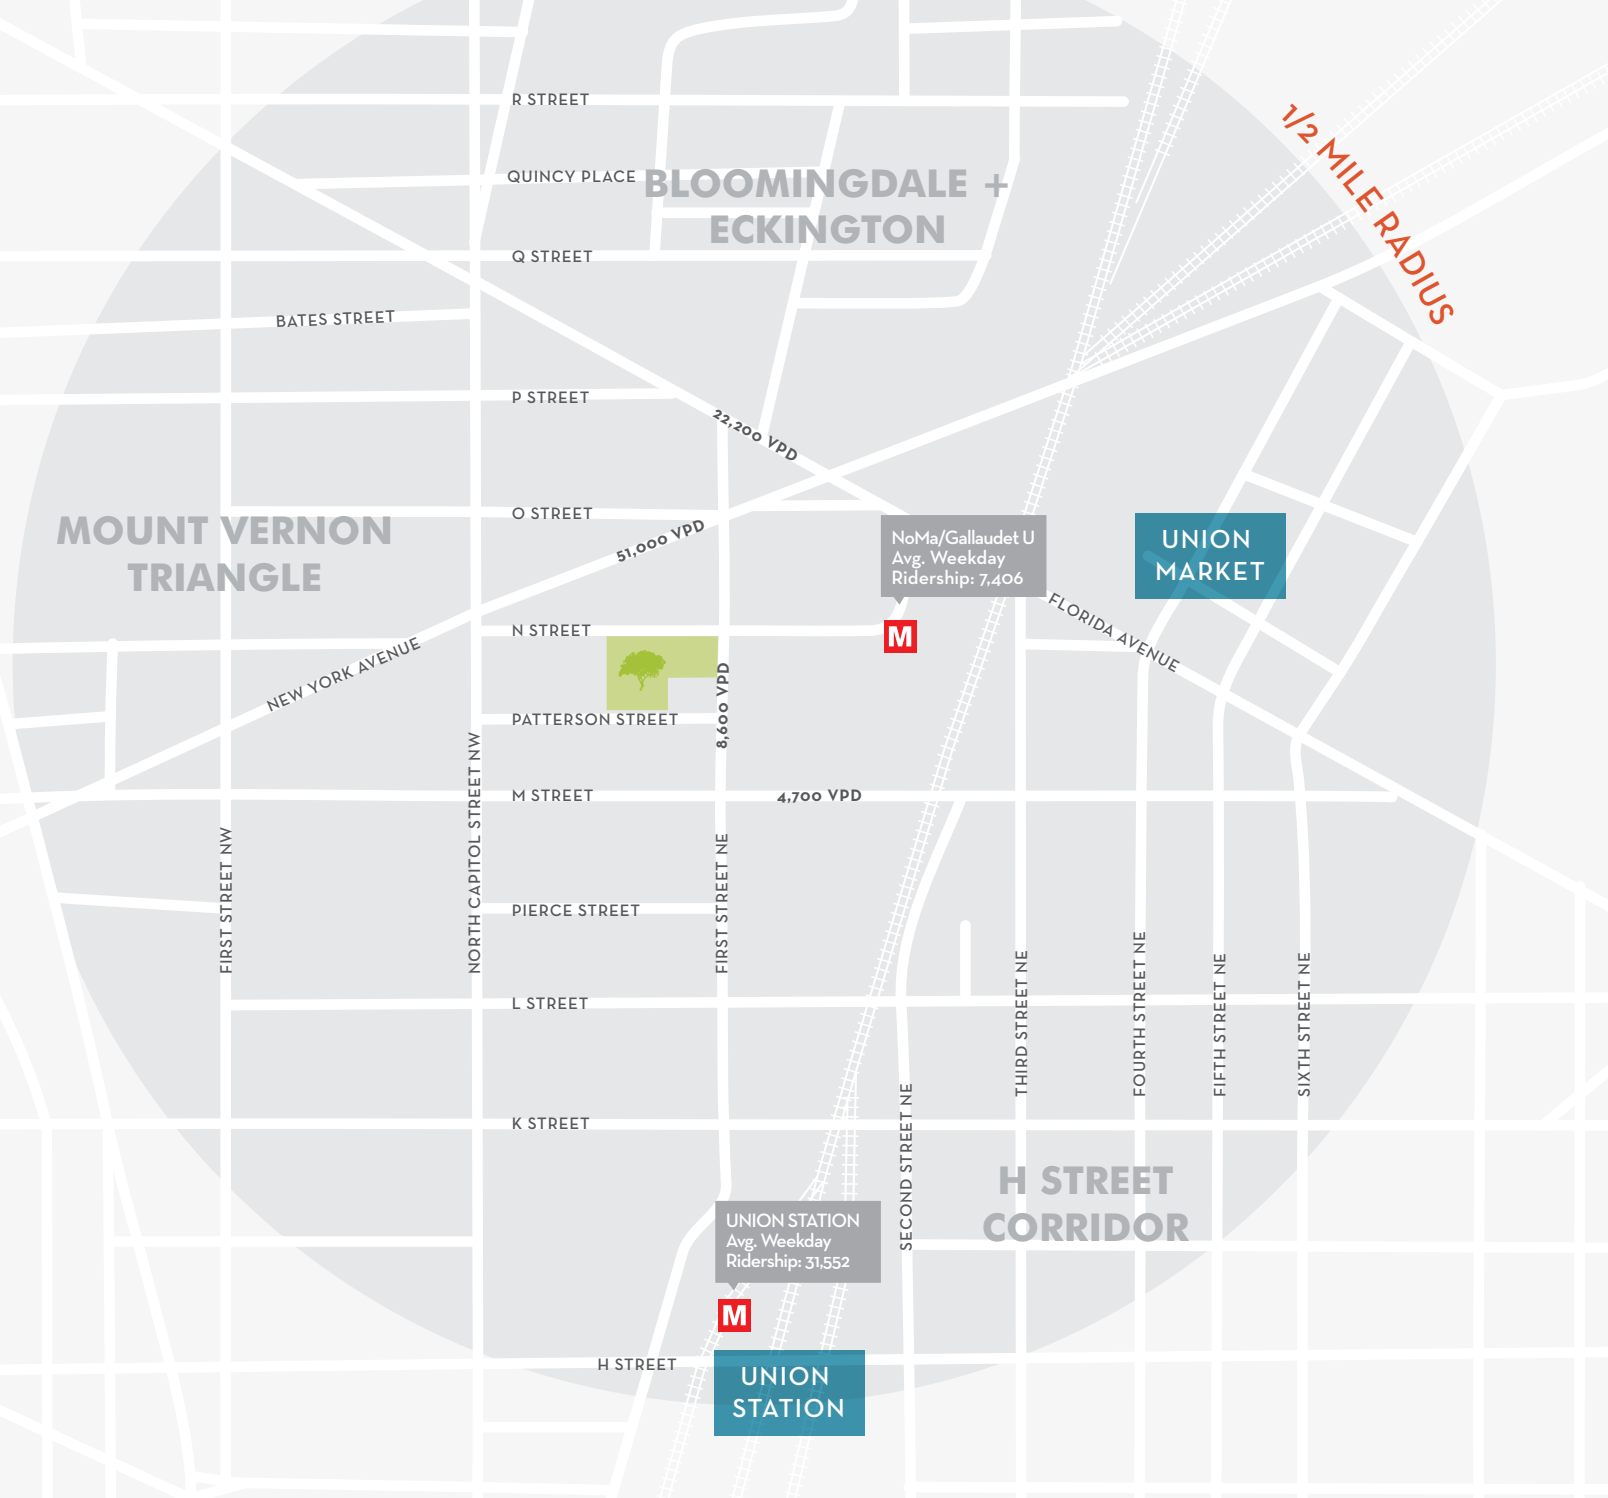 R STREET
1/2 MILE RADIUS
QUINCY PLACE
BLOOMINGDALE +
ECKINGTON
Q STREET
BATES STREET
P STREET
22,200 VPD
O STREET
51,000 VPD
MOUNT VERNON
TRIANGLE
NoMa/Gallaudet U
Avg. Weekday
Ridership: 7,406
UNION
MARKET
FLORIDA AVENUE
N STREET
M
NEW YORK AVENUE
8,600 VPD
PATTERSON STREET
M STREET
4,700 VPD
FIRST STREET NW
NORTH CAPITOL STREET NW
FIRST STREET NE
PIERCE STREET
L STREET
THIRD STREET NE
FOURTH STREET NE
FIFTH STREET NE
SIXTH STREET NE
K STREET
SECOND STREET NE
H STREET
CORRIDOR
UNION STATION
Avg. Weekday
Ridership: 31,552
M
H STREET
UNION
STATION